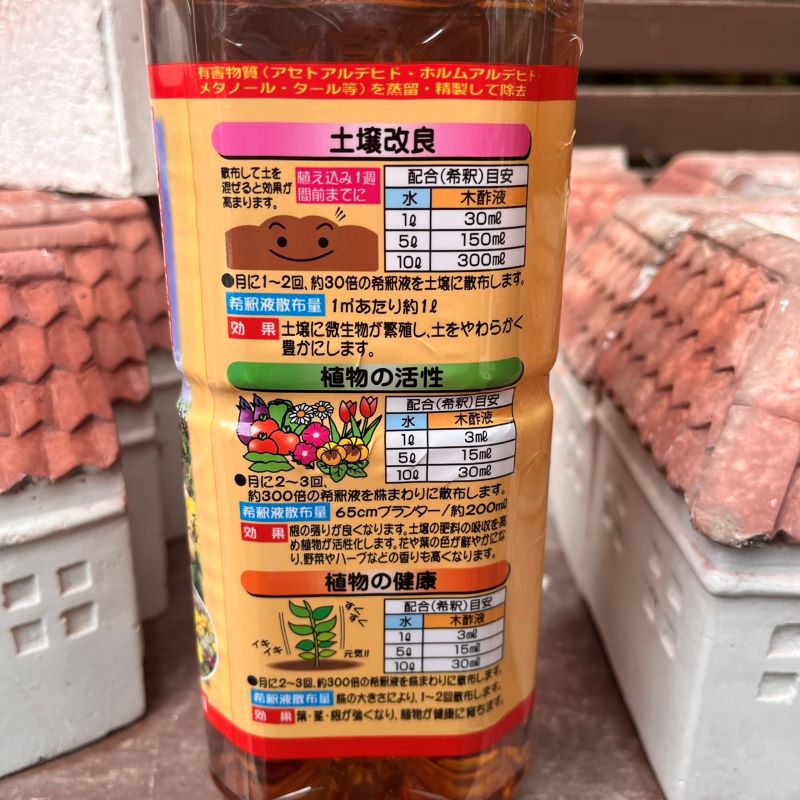 有害物質(アセトアルデヒド・ホルムアルデヒド・
メタノール・タール等)を蒸留・精製して除去
土壌改良
散布して土を
混ぜると効果が
高まります。
植え込み1週
間前までに
配合(希釈)目安
水 木酢液
1ℓ 30mℓ
5ℓ 150mℓ
10ℓ 300mℓ
●月に1〜2回、約30倍の希釈液を土壌に散布します。
希釈液散布量 1㎡あたり約1ℓ
効果 土壌に微生物が繁殖し、土をやわらかく
豊かにします。
植物の活性
配合(希釈)目安
水 木酢液
1ℓ 3mℓ
5ℓ 15mℓ
10ℓ 30mℓ
●月に2〜3回、
約300倍の希釈液を株まわりに散布します。
希釈液散布量 65cmプランター/約200mℓ
効果 根の張りが良くなります。土壌の肥料の吸収を高
め植物が活性化します。花や葉の色が鮮やかにな
り、野菜やハーブなどの香りも高くなります。
植物の健康
配合(希釈)目安
水 木酢液
1ℓ 3mℓ
5ℓ 15mℓ
10ℓ 30mℓ
イキイキ
ぐんぐん
元気!!
●月に2〜3回、約300倍の希釈液を株まわりに散布します。
希釈液散布量 株の大きさにより、1〜2回散布します。
効果 葉・茎・根が強くなり、植物が健康に育ちます。